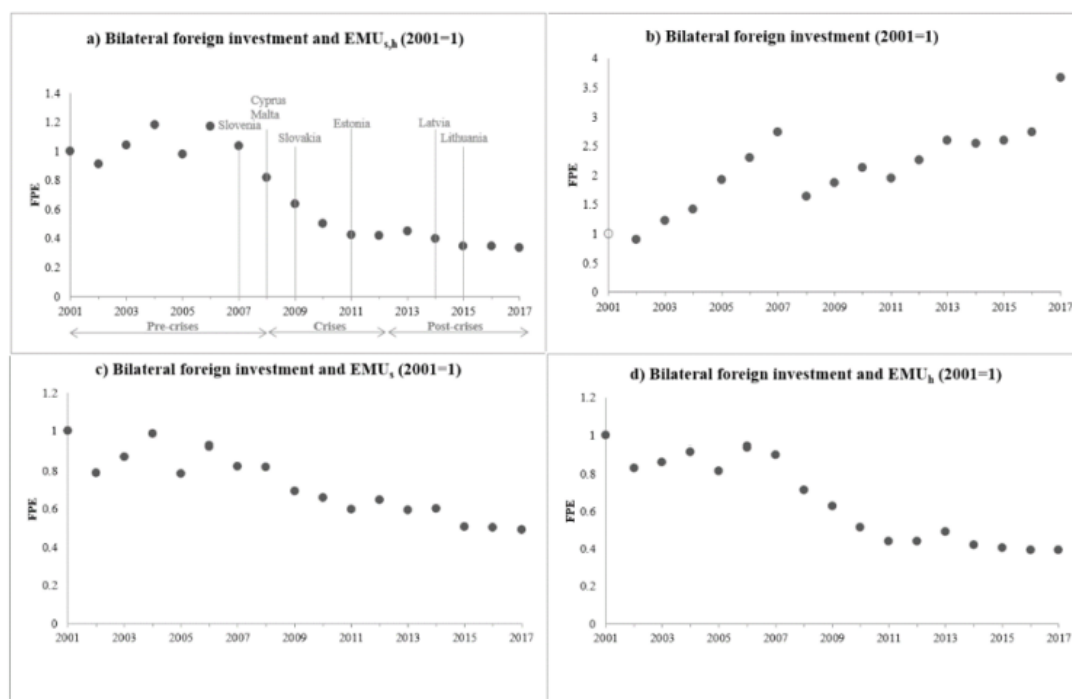 a) Bilateral foreign investment and EMUs,h (2001=1)
1.4
1.2
1
0.8
0.6
0.4
0.2
0
FPE
Slovenia
Cyprus
Malta
Slovakia
Estonia
Latvia
Lithuania
2001 2003 2005 2007 2009 2011 2013 2015 2017
Pre-crises Crises Post-crises
b) Bilateral foreign investment (2001=1)
4
3.5
3
2.5
2
1.5
1
0.5
0
FPE
2001 2003 2005 2007 2009 2011 2013 2015 2017
c) Bilateral foreign investment and EMUs (2001=1)
1.2
1
0.8
0.6
0.4
0.2
0
FPE
2001 2003 2005 2007 2009 2011 2013 2015 2017
d) Bilateral foreign investment and EMUh (2001=1)
1.2
1
0.8
0.6
0.4
0.2
0
FPE
2001 2003 2005 2007 2009 2011 2013 2015 2017